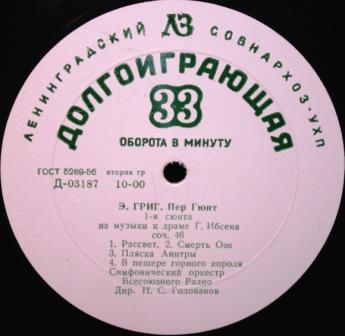 ЛЕНИНГРАДСКИЙ ЛЗ СОВНАРХОЗ·УХП
ДОЛГОИГРАЮЩАЯ
33
ОБОРОТА В МИНУТУ
ГОСТ 5289-56 вторая гр
Д-03187 10-00
Э. ГРИГ. Пер Гюнт
1-я сюита
из музыки к драме Г. Ибсена
соч. 46
1. Рассвет. 2. Смерть Озе
3. Пляска Анитры
4. В пещере горного короля
Симфонический оркестр
Всесоюзного Радио
Дир. Н. С. Голованов